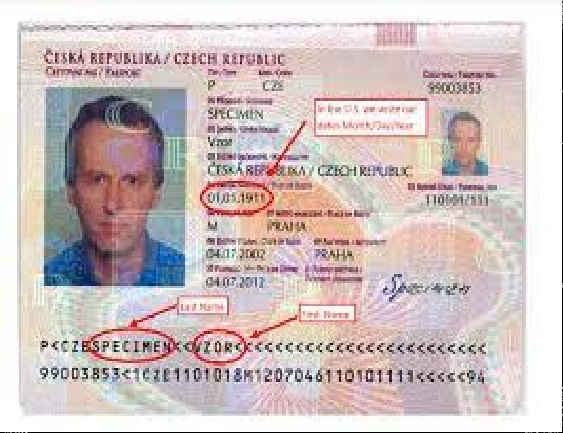 ČESKÁ REPUBLIKA / CZECH REPUBLIC
CESTOVNÍ PAS / PASSPORT
P CZE
99003853
SPECIMEN
In the U.S. we write our
dates Month/Day/Year
Vzor
ČESKÁ REPUBLIKA / CZECH REPUBLIC
01.01.1911
110101/111
M PRAHA
04.07.2002 PRAHA
04.07.2012
Specimen
Last Name
First Name
P<CZESPECIMEN<<VZOR<<<<<<<<<<<<<<<<<<<<<<<<<
99003853<1CZE1101018M1207046110101111<<<<<94